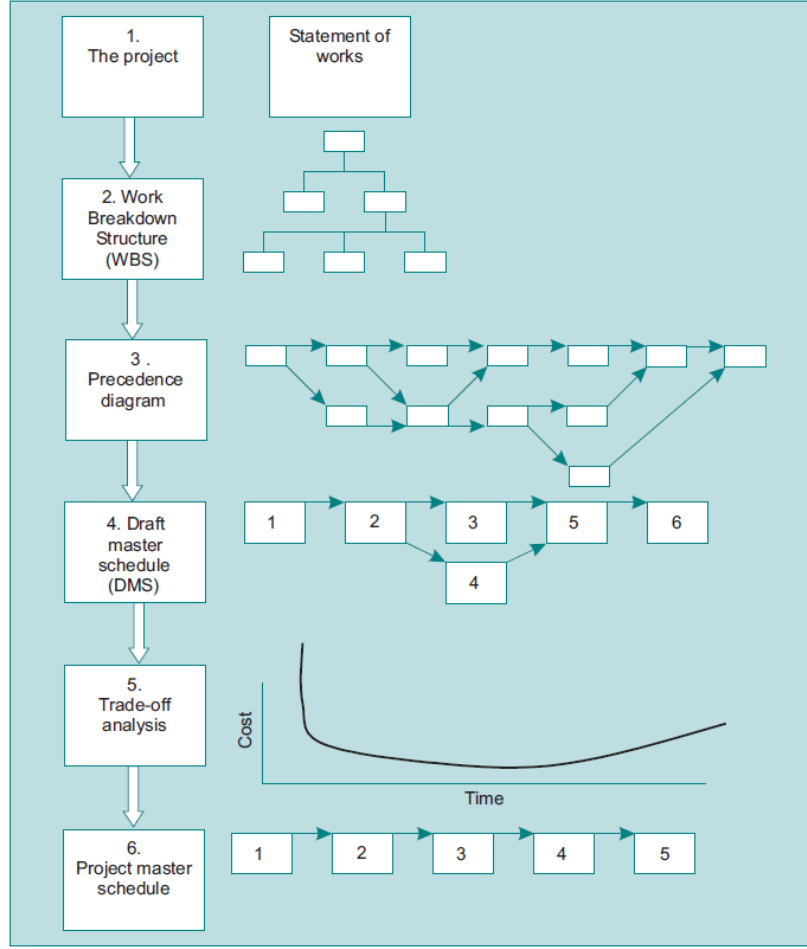 1.
The project
Statement of
works
2. Work
Breakdown
Structure
(WBS)
3 .
Precedence
diagram
4. Draft
master
schedule
(DMS)
1
2
3
5
6
4
5.
Trade-off
analysis
Cost
Time
6.
Project master
schedule
1
2
3
4
5